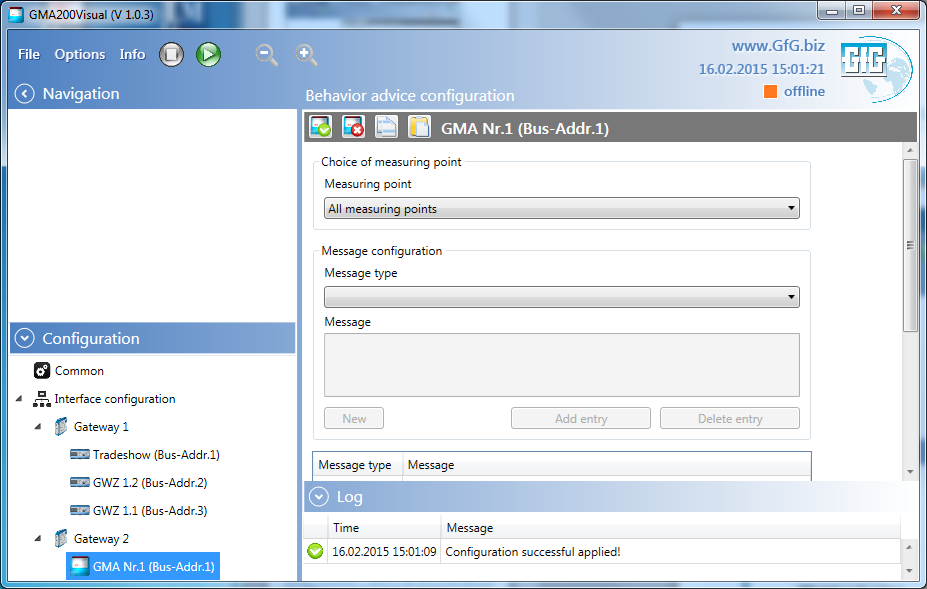 GMA200Visual (V 1.0.3)
File Options Info
www.GfG.biz
16.02.2015 15:01:21
offline
GfG
Navigation
Behavior advice configuration
GMA Nr.1 (Bus-Addr.1)
Choice of measuring point
Measuring point
All measuring points
Message configuration
Message type
Message
New Add entry Delete entry
Message type Message
Configuration
Common
Interface configuration
Gateway 1
Tradeshow (Bus-Addr.1)
GWZ 1.2 (Bus-Addr.2)
GWZ 1.1 (Bus-Addr.3)
Gateway 2
GMA Nr.1 (Bus-Addr.1)
Log
Time Message
16.02.2015 15:01:09 Configuration successful applied!